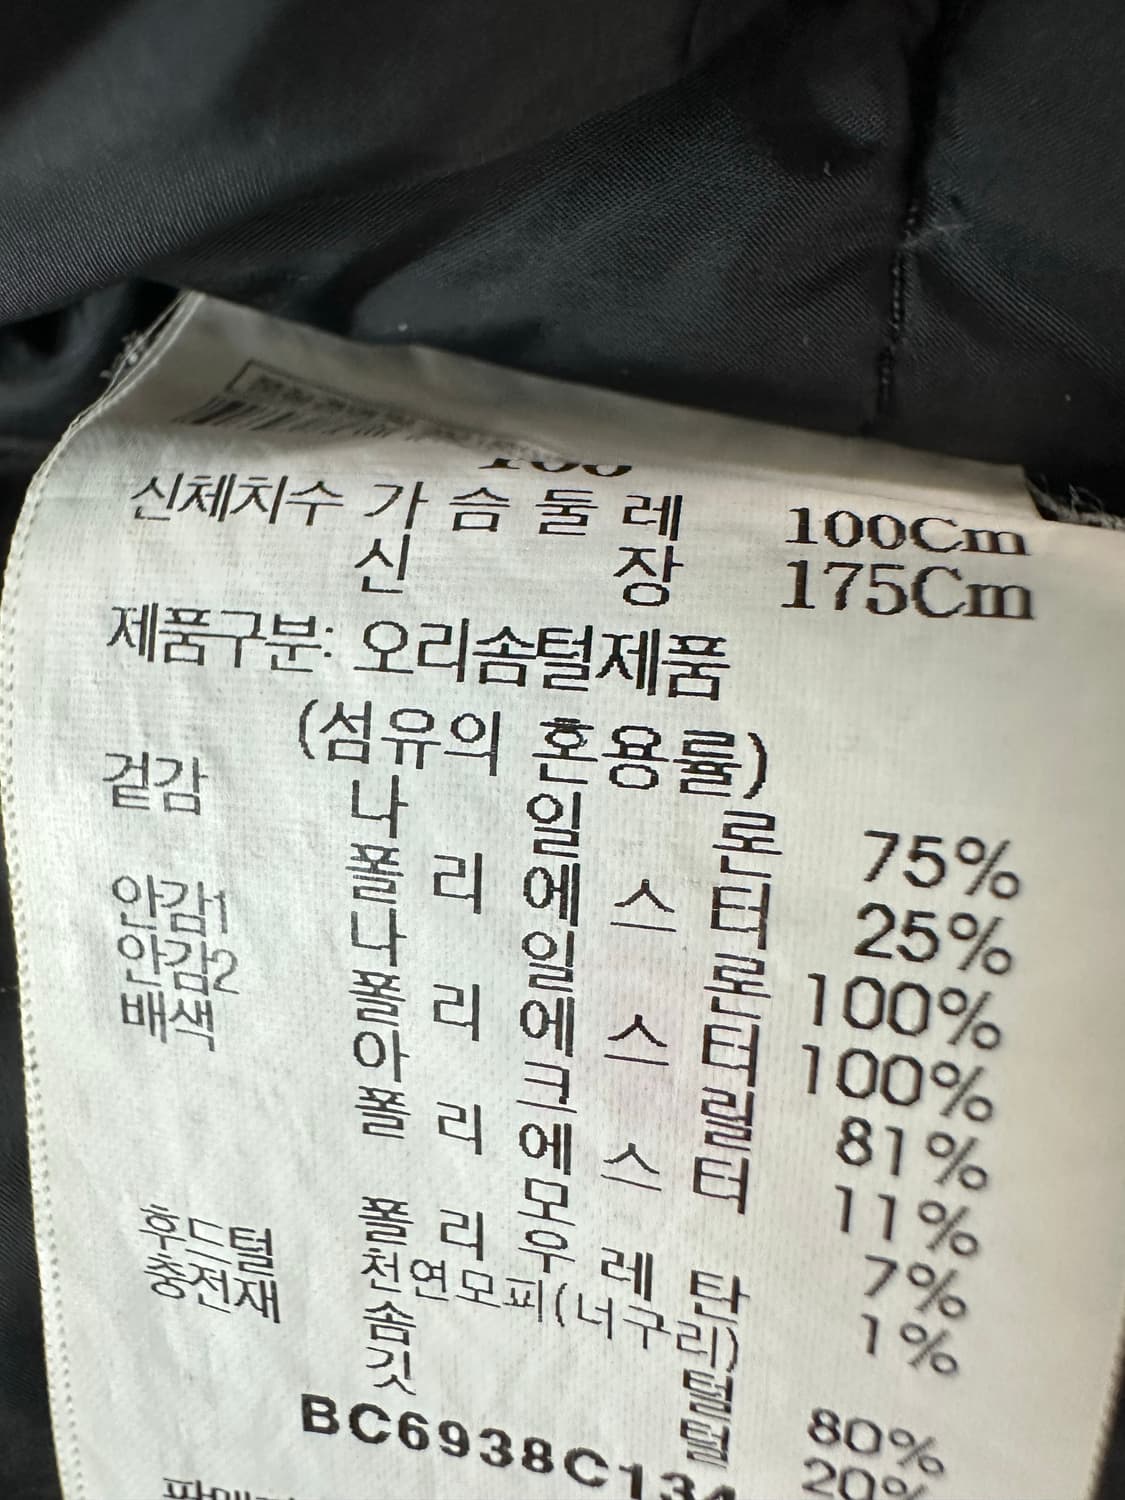 신체치수 가 슴 둘 레 100Cm
신 장 175Cm
제품구분: 오리솜털제품
(섬유의 혼용률)
겉감 나 일 론 75%
폴 리 에 스 터 25%
안감1 나 일 론 100%
안감2 폴 리 에 스 터 100%
배색 아 크 릴 81%
폴 리 에 스 터 11%
모 7%
폴 리 우 레 탄 1%
후드털 천연모피(너구리)
충전재 솜 털 80%
깃 털 20%
BC6938C134